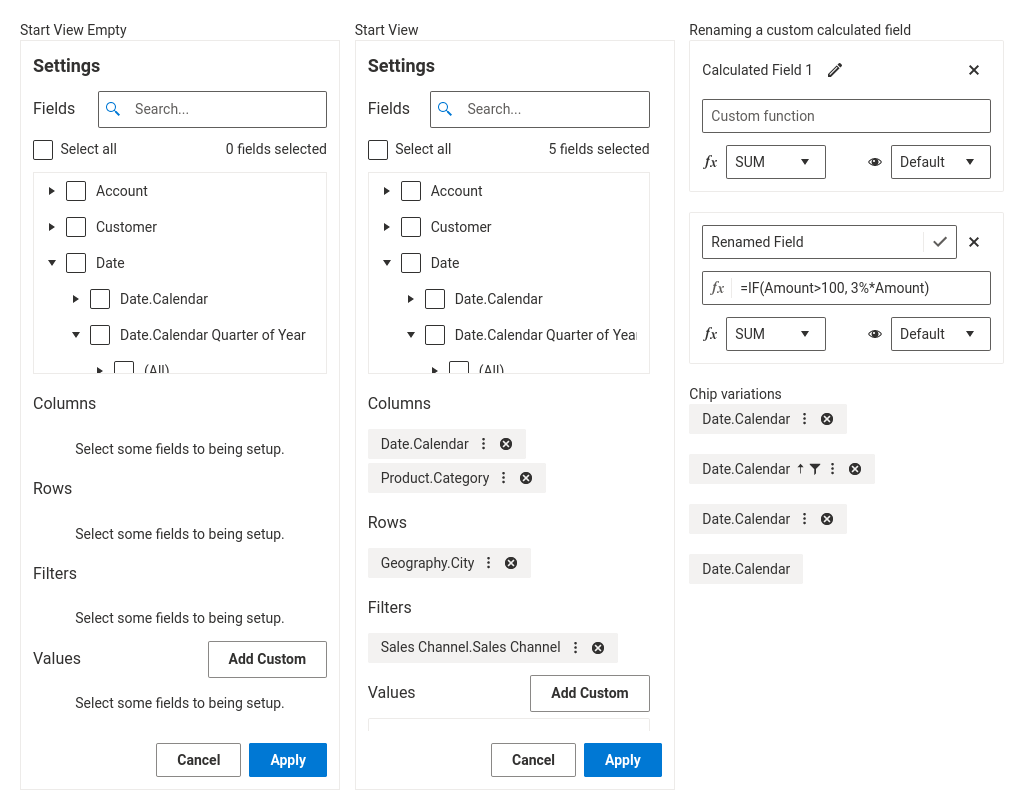 Start View Empty
Settings
Fields
Search...
Select all
0 fields selected
Account
Customer
Date
Date.Calendar
Date.Calendar Quarter of Year
(All)
Columns
Select some fields to being setup.
Rows
Select some fields to being setup.
Filters
Select some fields to being setup.
Values
Add Custom
Select some fields to being setup.
Cancel
Apply
Start View
Settings
Fields
Search...
Select all
5 fields selected
Account
Customer
Date
Date.Calendar
Date.Calendar Quarter of Year
(All)
Columns
Date.Calendar
Product.Category
Rows
Geography.City
Filters
Sales Channel.Sales Channel
Values
Add Custom
Cancel
Apply
Renaming a custom calculated field
Calculated Field 1
Custom function
fx
SUM
Default
Renamed Field
fx
=IF(Amount>100, 3%*Amount)
fx
SUM
Default
Chip variations
Date.Calendar
Date.Calendar
Date.Calendar
Date.Calendar